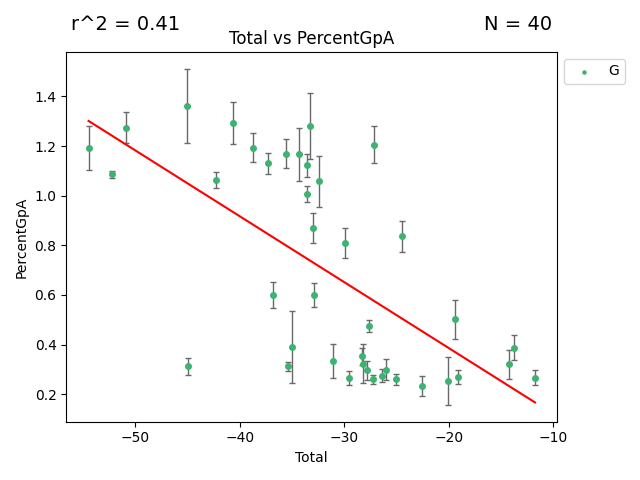 r^2 = 0.41
N = 40
Total vs PercentGpA
G
PercentGpA
1.4
1.2
1.0
0.8
0.6
0.4
0.2
−50
−40
−30
−20
−10
Total